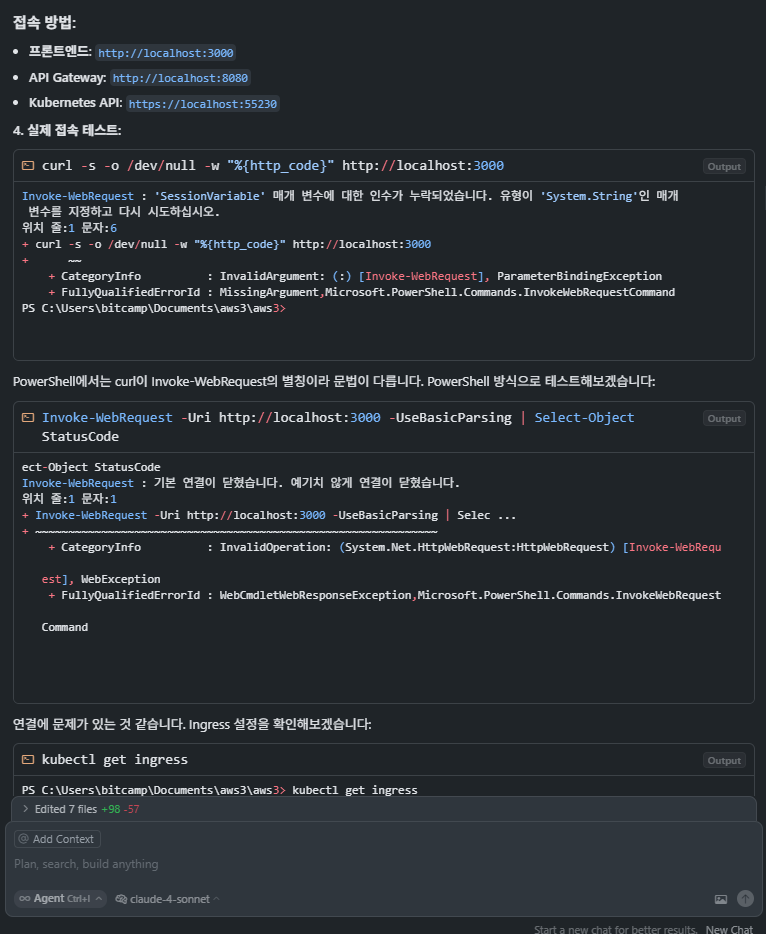 접속 방법:
• 프론트엔드: http://localhost:3000
• API Gateway: http://localhost:8080
• Kubernetes API: https://localhost:55230
4. 실제 접속 테스트:
curl -s -o /dev/null -w "%{http_code}" http://localhost:3000 Output
Invoke-WebRequest : 'SessionVariable' 매개 변수에 대한 인수가 누락되었습니다. 유형이 'System.String'인 매개
변수를 지정하고 다시 시도하십시오.
위치 줄:1 문자:6
+ curl -s -o /dev/null -w "%{http_code}" http://localhost:3000
+ ~~
+ CategoryInfo : InvalidArgument: (:) [Invoke-WebRequest], ParameterBindingException
+ FullyQualifiedErrorId : MissingArgument,Microsoft.PowerShell.Commands.InvokeWebRequestCommand
PS C:\Users\bitcamp\Documents\aws3\aws3>
PowerShell에서는 curl이 Invoke-WebRequest의 별칭이라 문법이 다릅니다. PowerShell 방식으로 테스트해보겠습니다:
Invoke-WebRequest -Uri http://localhost:3000 -UseBasicParsing | Select-Object Output
StatusCode
ect-Object StatusCode
Invoke-WebRequest : 기본 연결이 닫혔습니다. 예기치 않게 연결이 닫혔습니다.
위치 줄:1 문자:1
+ Invoke-WebRequest -Uri http://localhost:3000 -UseBasicParsing | Selec ...
+ ~~~~~~~~~~~~~~~~~~~~~~~~~~~~~~~~~~~~~~~~~~~~~~~~~~~~~~~~~~~~~
+ CategoryInfo : InvalidOperation: (System.Net.HttpWebRequest:HttpWebRequest) [Invoke-WebRequ
est], WebException
+ FullyQualifiedErrorId : WebCmdletWebResponseException,Microsoft.PowerShell.Commands.InvokeWebRequest
Command
연결에 문제가 있는 것 같습니다. Ingress 설정을 확인해보겠습니다:
kubectl get ingress Output
PS C:\Users\bitcamp\Documents\aws3\aws3> kubectl get ingress
> Edited 7 files +98 -57
@ Add Context
Plan, search, build anything
∞ Agent Ctrl+I claude-4-sonnet
Start a new chat for better results. New Chat